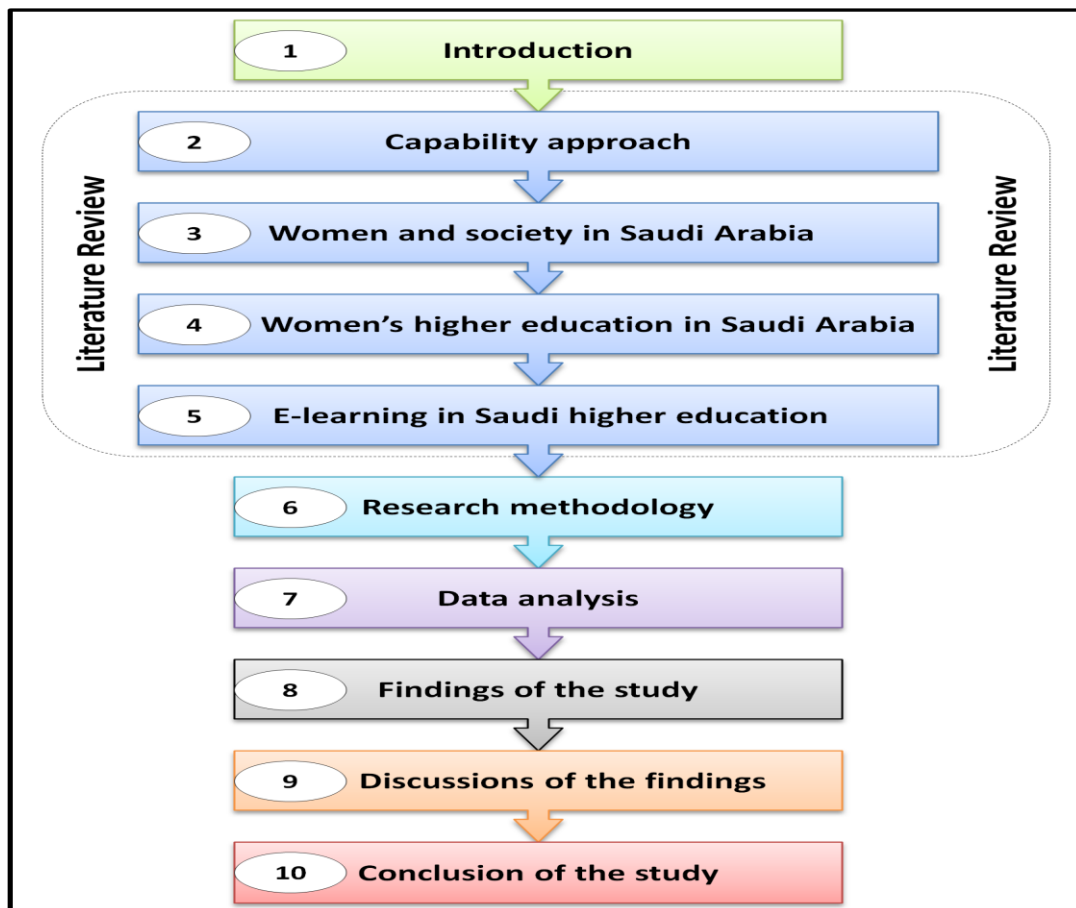 1 Introduction
2 Capability approach
3 Women and society in Saudi Arabia
4 Women’s higher education in Saudi Arabia
5 E-learning in Saudi higher education
Literature Review
Literature Review
6 Research methodology
7 Data analysis
8 Findings of the study
9 Discussions of the findings
10 Conclusion of the study